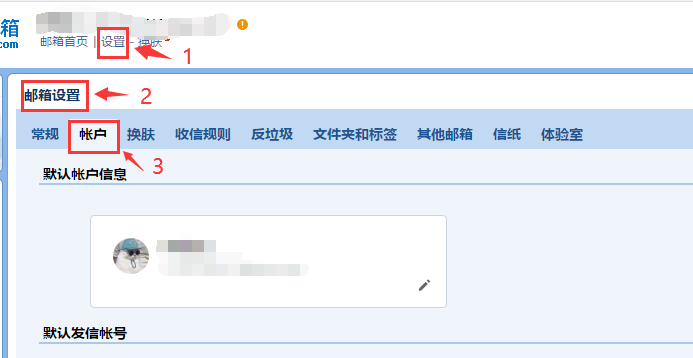 箱
.com
邮箱首页 | 设置 - 换肤
1
邮箱设置
2
常规 帐户 换肤 收信规则 反垃圾 文件夹和标签 其他邮箱 信纸 体验室
3
默认帐户信息
默认发信帐号